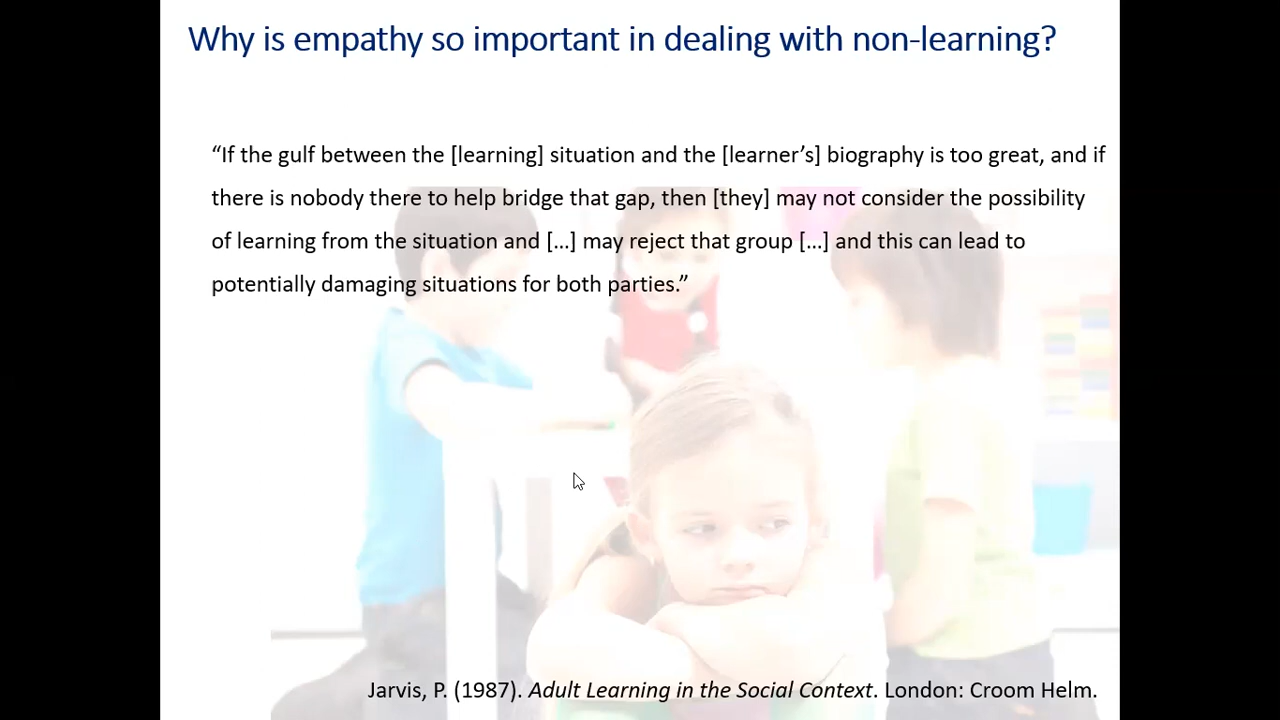 Why is empathy so important in dealing with non-learning?
“If the gulf between the [learning] situation and the [learner’s] biography is too great, and if
there is nobody there to help bridge that gap, then [they] may not consider the possibility
of learning from the situation and […] may reject that group […] and this can lead to
potentially damaging situations for both parties.”
Jarvis, P. (1987). Adult Learning in the Social Context. London: Croom Helm.